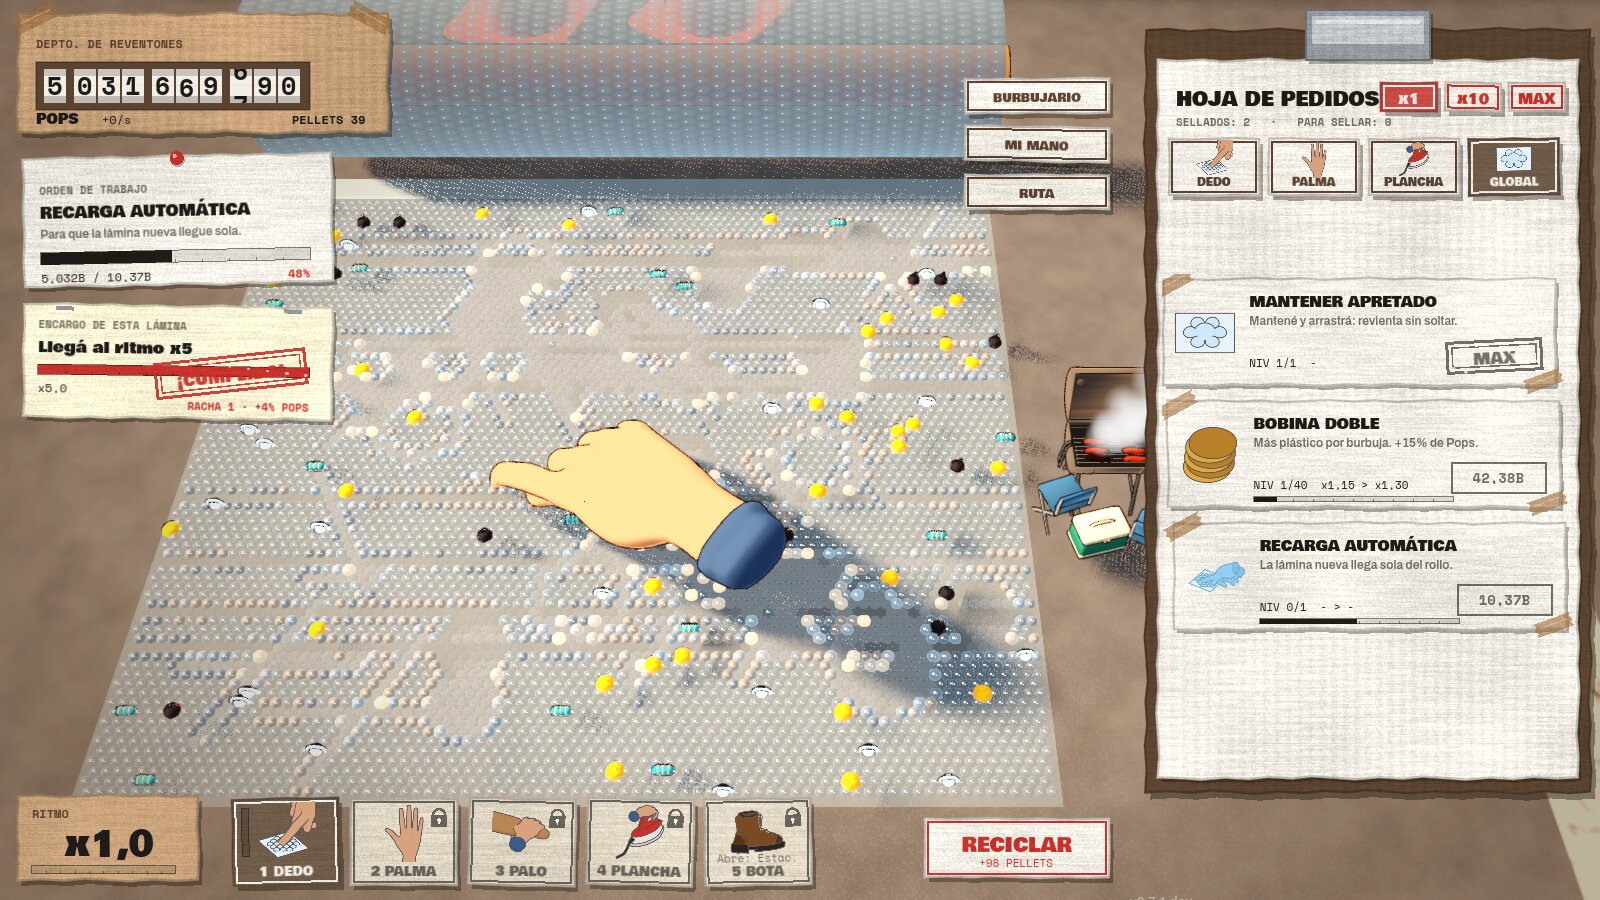 DEPTO. DE REVENTONES
5 031 669 90
POPS +0/s PELLETS 39
ORDEN DE TRABAJO
RECARGA AUTOMÁTICA
Para que la lámina nueva llegue sola.
5,032B / 10,37B 48%
ENCARGO DE ESTA LÁMINA
Llegá al ritmo x5
x5,0
RACHA 1 · +4% POPS
BURBUJARIO
MI MANO
RUTA
HOJA DE PEDIDOS x1 x10 MAX
SELLADOS: 2 · PARA SELLAR: 0
DEDO PALMA PLANCHA GLOBAL
MANTENER APRETADO
Mantené y arrastrá: revienta sin soltar.
NIV 1/1 - MAX
BOBINA DOBLE
Más plástico por burbuja. +15% de Pops.
NIV 1/40 x1,15 > x1,30 42,38B
RECARGA AUTOMÁTICA
La lámina nueva llega sola del rollo.
NIV 0/1 - > - 10,37B
RITMO
x1,0
1 DEDO 2 PALMA 3 PALO 4 PLANCHA
Abre: Estac.
5 BOTA
RECICLAR
+98 PELLETS